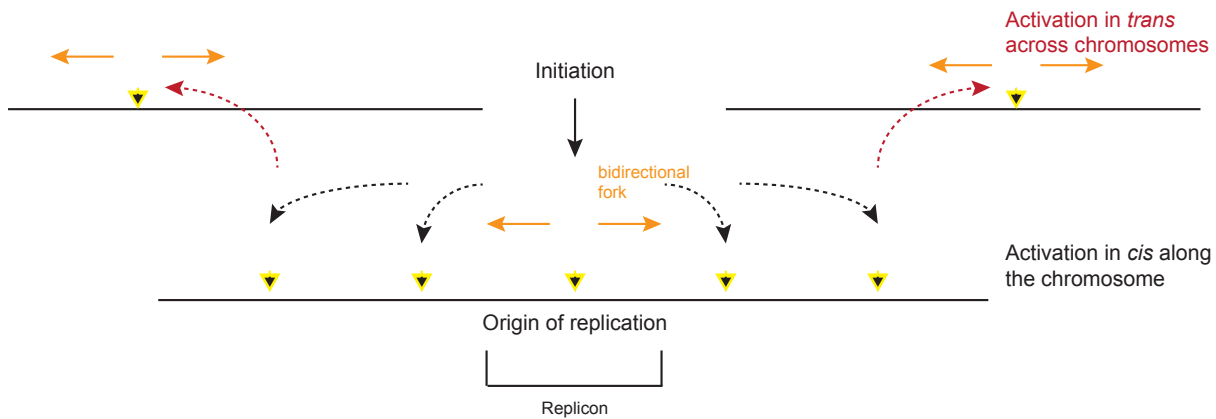 Activation in trans
across chromosomes
Initiation
bidirectional
fork
Activation in cis along
the chromosome
Origin of replication
Replicon